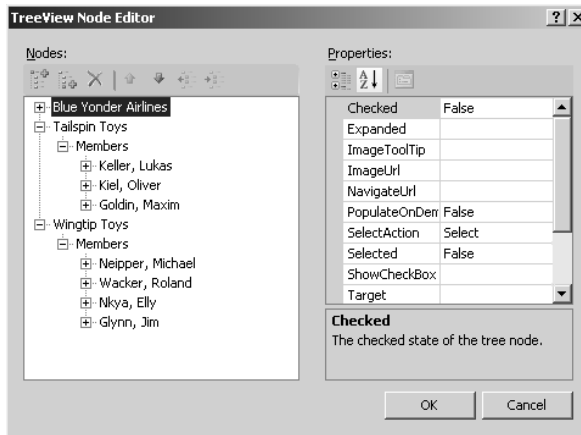 TreeView Node Editor
Nodes:
Properties:
Blue Yonder Airlines
Tailspin Toys
Members
Keller, Lukas
Kiel, Oliver
Goldin, Maxim
Wingtip Toys
Members
Neipper, Michael
Wacker, Roland
Nkya, Elly
Glynn, Jim
Checked False
Expanded
ImageToolTip
ImageUrl
NavigateUrl
PopulateOnDem False
SelectAction Select
Selected False
ShowCheckBox
Target
Checked
The checked state of the tree node.
OK Cancel